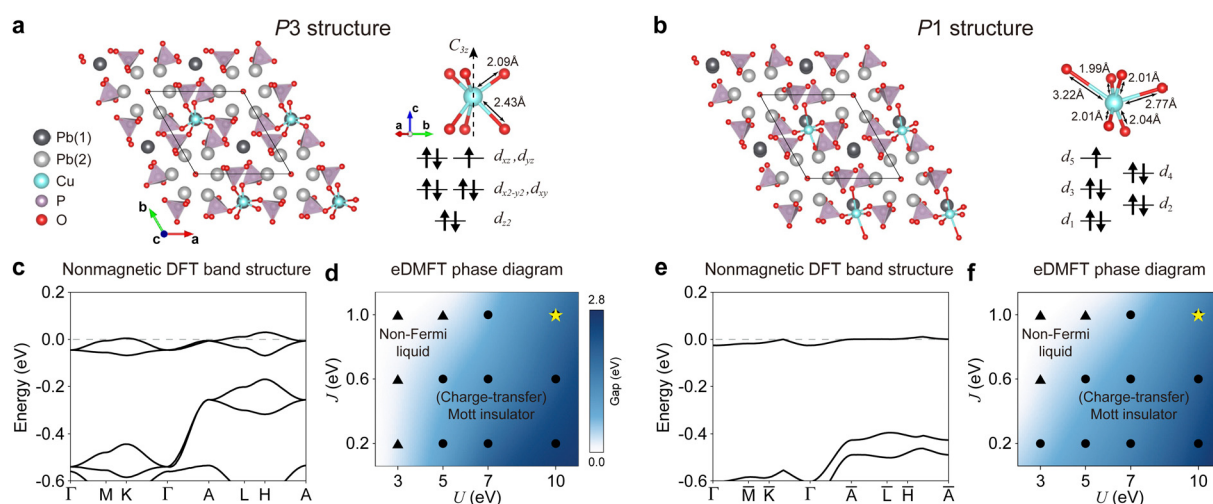 a
P3 structure
Pb(1)
Pb(2)
Cu
P
O
b
c
a
C3z
2.09Å
2.43Å
c
a
b
dxz,dyz
dx2-y2,dxy
dz2
b
P1 structure
1.99Å
2.01Å
3.22Å
2.77Å
2.01Å
2.04Å
d5
d4
d3
d2
d1
c
Nonmagnetic DFT band structure
Energy (eV)
0.2
0.0
-0.2
-0.4
-0.6
Γ M K Γ A L H A
d
eDMFT phase diagram
J (eV)
1.0
0.6
0.2
Non-Fermi
liquid
(Charge-transfer)
Mott insulator
3 5 7 10
U (eV)
2.8
Gap (eV)
0.0
e
Nonmagnetic DFT band structure
Energy (eV)
0.2
0.0
-0.2
-0.4
-0.6
Γ M̅ K̅ Γ A̅ L̅ H̅ A̅
f
eDMFT phase diagram
J (eV)
1.0
0.6
0.2
Non-Fermi
liquid
(Charge-transfer)
Mott insulator
3 5 7 10
U (eV)